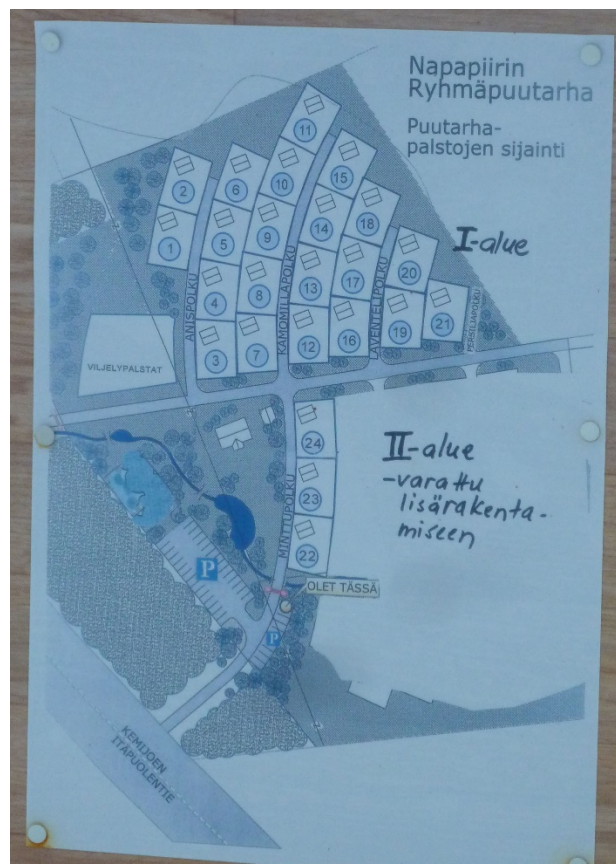 Napapiirin
Ryhmäpuutarha
Puutarha-
palstojen sijainti
11
2
6
10
15
1
5
9
14
18
I-alue
20
4
8
13
17
ANISPOLKU
KAMOMILLAPOLKU
LAVENTELIPOLKU
PERSILJAPOLKU
3
7
12
16
19
21
VILJELYPALSTAT
24
II-alue
-varattu
lisärakenta-
miseen
23
MINTTUPOLKU
22
P
OLET TÄSSÄ
P
KEMIJOEN
ITÄPUOLENTIE